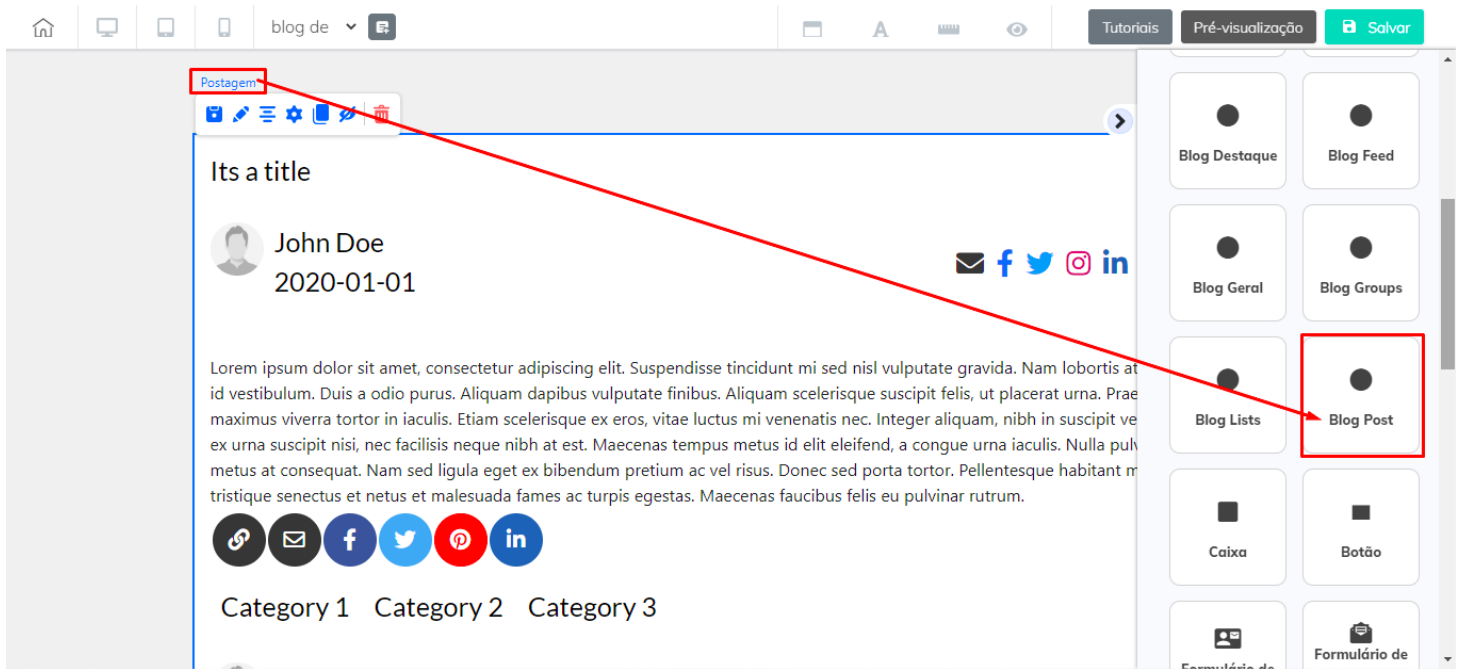 blog de
Tutoriais
Pré-visualização
Salvar
Postagem
Its a title
John Doe
2020-01-01
Lorem ipsum dolor sit amet, consectetur adipiscing elit. Suspendisse tincidunt mi sed nisl vulputate gravida. Nam lobortis at
id vestibulum. Duis a odio purus. Aliquam dapibus vulputate finibus. Aliquam scelerisque suscipit felis, ut placerat urna. Prae
maximus viverra tortor in iaculis. Etiam scelerisque ex eros, vitae luctus mi venenatis nec. Integer aliquam, nibh in suscipit ve
ex urna suscipit nisi, nec facilisis neque nibh at est. Maecenas tempus metus id elit eleifend, a congue urna iaculis. Nulla pulv
metus at consequat. Nam sed ligula eget ex bibendum pretium ac vel risus. Donec sed porta tortor. Pellentesque habitant m
tristique senectus et netus et malesuada fames ac turpis egestas. Maecenas faucibus felis eu pulvinar rutrum.
Category 1 Category 2 Category 3
Blog Destaque
Blog Feed
Blog Geral
Blog Groups
Blog Lists
Blog Post
Caixa
Botão
Formulário de
Formulário de